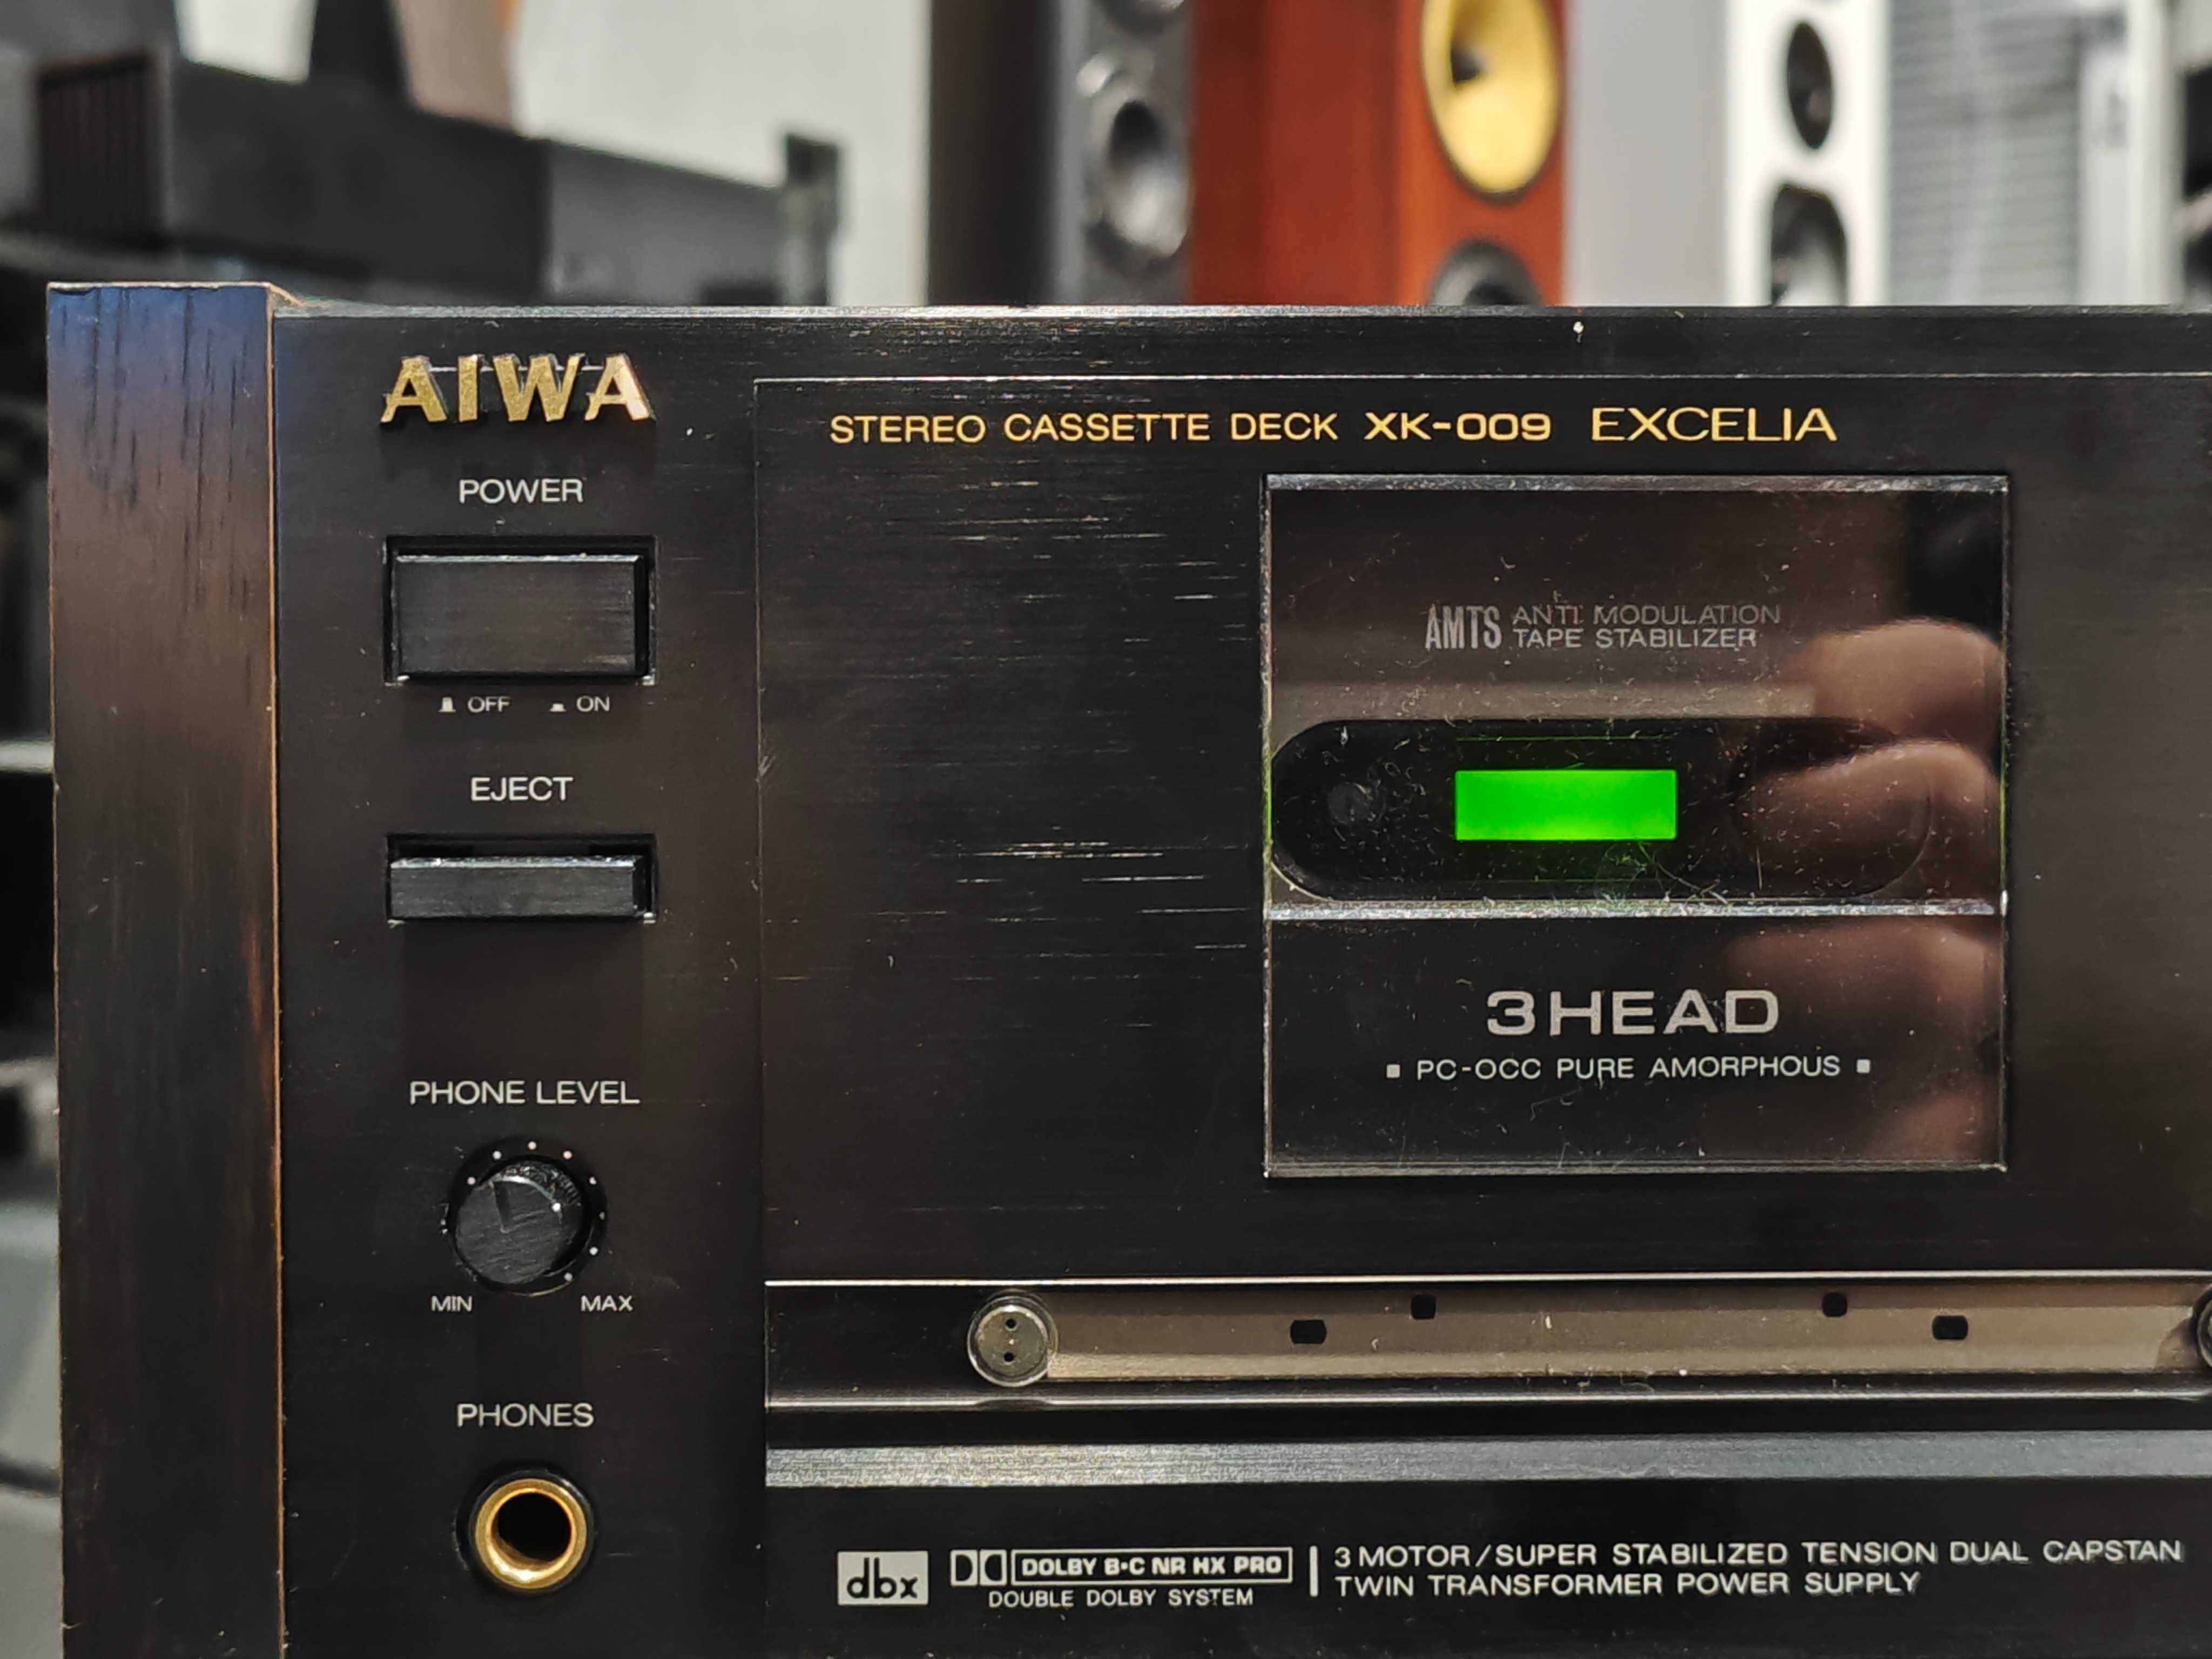 AIWA
STEREO CASSETTE DECK XK-009 EXCELIA
POWER
OFF ON
EJECT
AMTS ANTI MODULATION
TAPE STABILIZER
3HEAD
PC-OCC PURE AMORPHOUS
PHONE LEVEL
MIN MAX
PHONES
dbx
DOLBY B·C NR HX PRO
DOUBLE DOLBY SYSTEM
3 MOTOR/SUPER STABILIZED TENSION DUAL CAPSTAN
TWIN TRANSFORMER POWER SUPPLY